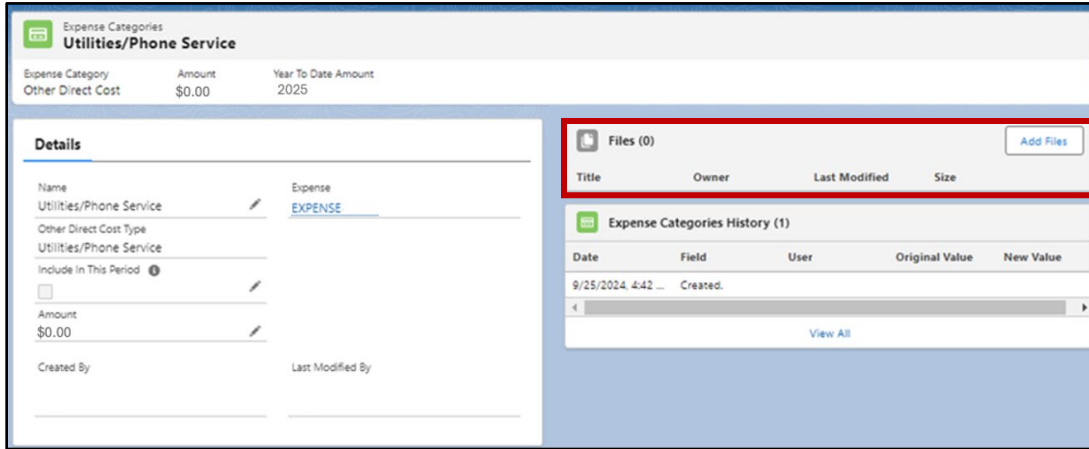 Expense Categories
Utilities/Phone Service
Expense Category Amount Year To Date Amount
Other Direct Cost $0.00 2025
Details
Name Expense
Utilities/Phone Service EXPENSE
Other Direct Cost Type
Utilities/Phone Service
Include In This Period
Amount
$0.00
Created By Last Modified By
Files (0) Add Files
Title Owner Last Modified Size
Expense Categories History (1)
Date Field User Original Value New Value
9/25/2024, 4:42 ... Created.
View All